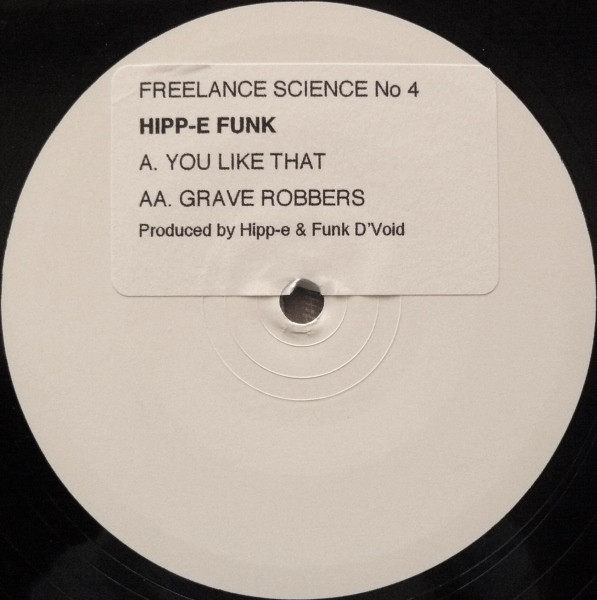 FREELANCE SCIENCE No 4
HIPP-E FUNK
A. YOU LIKE THAT
AA. GRAVE ROBBERS
Produced by Hipp-e & Funk D'Void